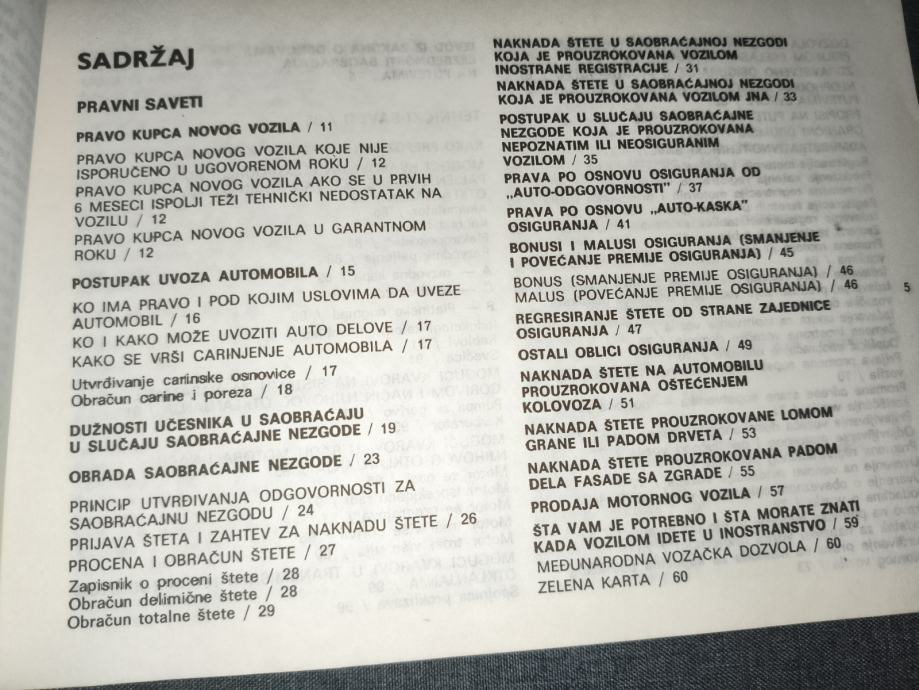 SADRŽAJ
PRAVNI SAVETI
PRAVO KUPCA NOVOG VOZILA / 11
PRAVO KUPCA NOVOG VOZILA KOJE NIJE
ISPORUČENO U UGOVORENOM ROKU / 12
PRAVO KUPCA NOVOG VOZILA AKO SE U PRVIH
6 MESECI ISPOLJI TEŽI TEHNIČKI NEDOSTATAK NA
VOZILU / 12
PRAVO KUPCA NOVOG VOZILA U GARANTNOM
ROKU / 12
POSTUPAK UVOZA AUTOMOBILA / 15
KO IMA PRAVO I POD KOJIM USLOVIMA DA UVEZE
AUTOMOBIL / 16
KO I KAKO MOŽE UVOZITI AUTO DELOVE / 17
KAKO SE VRŠI CARINJENJE AUTOMOBILA / 17
Utvrđivanje carinske osnovice / 17
Obračun carine i poreza / 18
DUŽNOSTI UČESNIKA U SAOBRAĆAJU
U SLUČAJU SAOBRAĆAJNE NEZGODE / 19
OBRADA SAOBRAĆAJNE NEZGODE / 23
PRINCIP UTVRĐIVANJA ODGOVORNOSTI ZA
SAOBRAĆAJNU NEZGODU / 24
PRIJAVA ŠTETA I ZAHTEV ZA NAKNADU ŠTETE / 26
PROCENA I OBRAČUN ŠTETE / 27
Zapisnik o proceni štete / 28
Obračun delimične štete / 28
Obračun totalne štete / 29
NAKNADA ŠTETE U SAOBRAĆAJNOJ NEZGODI
KOJA JE PROUZROKOVANA VOZILOM
INOSTRANE REGISTRACIJE / 31
NAKNADA ŠTETE U SAOBRAĆAJNOJ NEZGODI
KOJA JE PROUZROKOVANA VOZILOM JNA / 33
POSTUPAK U SLUČAJU SAOBRAĆAJNE
NEZGODE KOJA JE PROUZROKOVANA
NEPOZNATIM ILI NEOSIGURANIM
VOZILOM / 35
PRAVA PO OSNOVU OSIGURANJA OD
„AUTO-ODGOVORNOSTI" / 37
PRAVA PO OSNOVU „AUTO-KASKA"
OSIGURANJA / 41
BONUSI I MALUSI OSIGURANJA (SMANJENJE
I POVEĆANJE PREMIJE OSIGURANJA) / 45
BONUS (SMANJENJE PREMIJE OSIGURANJA) / 46
MALUS (POVEĆANJE PREMIJE OSIGURANJA) / 46
REGRESIRANJE ŠTETE OD STRANE ZAJEDNICE
OSIGURANJA / 47
OSTALI OBLICI OSIGURANJA / 49
NAKNADA ŠTETE NA AUTOMOBILU
PROUZROKOVANA OŠTEĆENJEM
KOLOVOZA / 51
NAKNADA ŠTETE PROUZROKOVANE LOMOM
GRANE ILI PADOM DRVETA / 53
NAKNADA ŠTETE PROUZROKOVANA PADOM
DELA FASADE SA ZGRADE / 55
PRODAJA MOTORNOG VOZILA / 57
ŠTA VAM JE POTREBNO I ŠTA MORATE ZNATI
KADA VOZILOM IDETE U INOSTRANSTVO / 59
MEĐUNARODNA VOZAČKA DOZVOLA / 60
ZELENA KARTA / 60
5